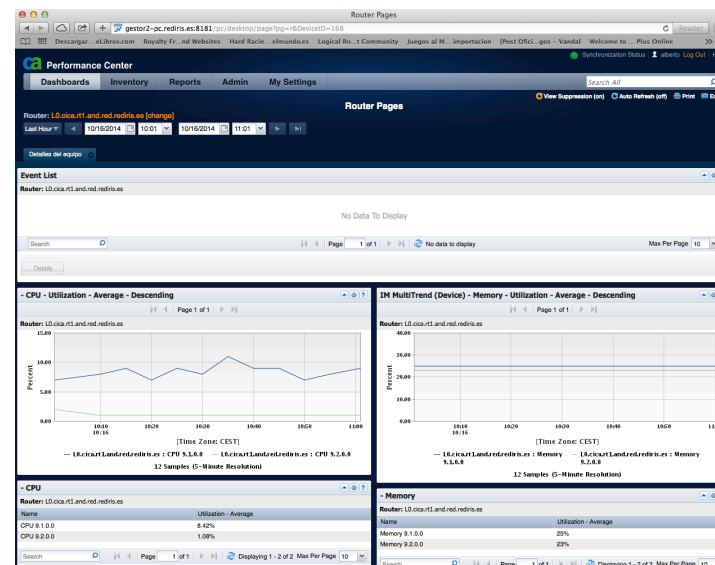 Router Pages
gestor2-pc.rediris.es:8181/pc/desktop/page?pg=r&DeviceID=168
Reader
Descargar ...eLibros.com Royalty Fr...nd Websites Hard Racin... elmundo.es Logical Ro...t Community Juegos al M... importacion [Post Ofici...gos – Vandal Welcome to ... Plus Online
Synchronization Status alberto Log Out
ca Performance Center
Dashboards Inventory Reports Admin My Settings
Search All
View Suppression (on) Auto Refresh (off) Print
Router Pages
Router: L0.cica.rt1.and.red.rediris.es [change]
Last Hour 10/16/2014 10:01 10/16/2014 11:01
Detalles del equipo
Event List
Router: L0.cica.rt1.and.red.rediris.es
No Data To Display
Search Page 1 of 1 No data to display Max Per Page 10
Details
- CPU - Utilization - Average - Descending
Page 1 of 1
Router: L0.cica.rt1.and.red.rediris.es
15.00
10.00
5.00
0.00
Percent
10:10 10:20 10:30 10:40 10:50 11:00
10/16
[Time Zone: CEST]
L0.cica.rt1.and.red.rediris.es : CPU 9.1.0.0 L0.cica.rt1.and.red.rediris.es : CPU 9.2.0.0
12 Samples (5-Minute Resolution)
IM MultiTrend (Device) - Memory - Utilization - Average - Descending
Page 1 of 1
Router: L0.cica.rt1.and.red.rediris.es
40.00
30.00
20.00
10.00
0.00
Percent
10:10 10:20 10:30 10:40 10:50 11
10/16
[Time Zone: CEST]
L0.cica.rt1.and.red.rediris.es : Memory 9.1.0.0
L0.cica.rt1.and.red.rediris.es : Memory 9.2.0.0
12 Samples (5-Minute Resolution)
- CPU
Router: L0.cica.rt1.and.red.rediris.es
Name Utilization - Average
CPU 9.1.0.0 8.42%
CPU 9.2.0.0 1.08%
Search Page 1 of 1 Displaying 1 - 2 of 2 Max Per Page 10
- Memory
Router: L0.cica.rt1.and.red.rediris.es
Name Utilization - Average
Memory 9.1.0.0 25%
Memory 9.2.0.0 23%
Search Page 1 of 1 Displaying 1 - 2 of 2 Max Per Page 10